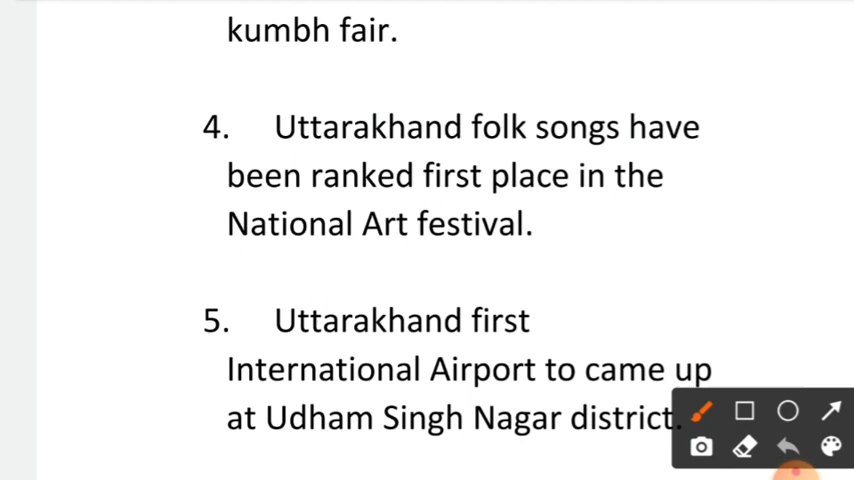 kumbh fair.
4. Uttarakhand folk songs have
been ranked first place in the
National Art festival.
5. Uttarakhand first
International Airport to came up
at Udham Singh Nagar district.